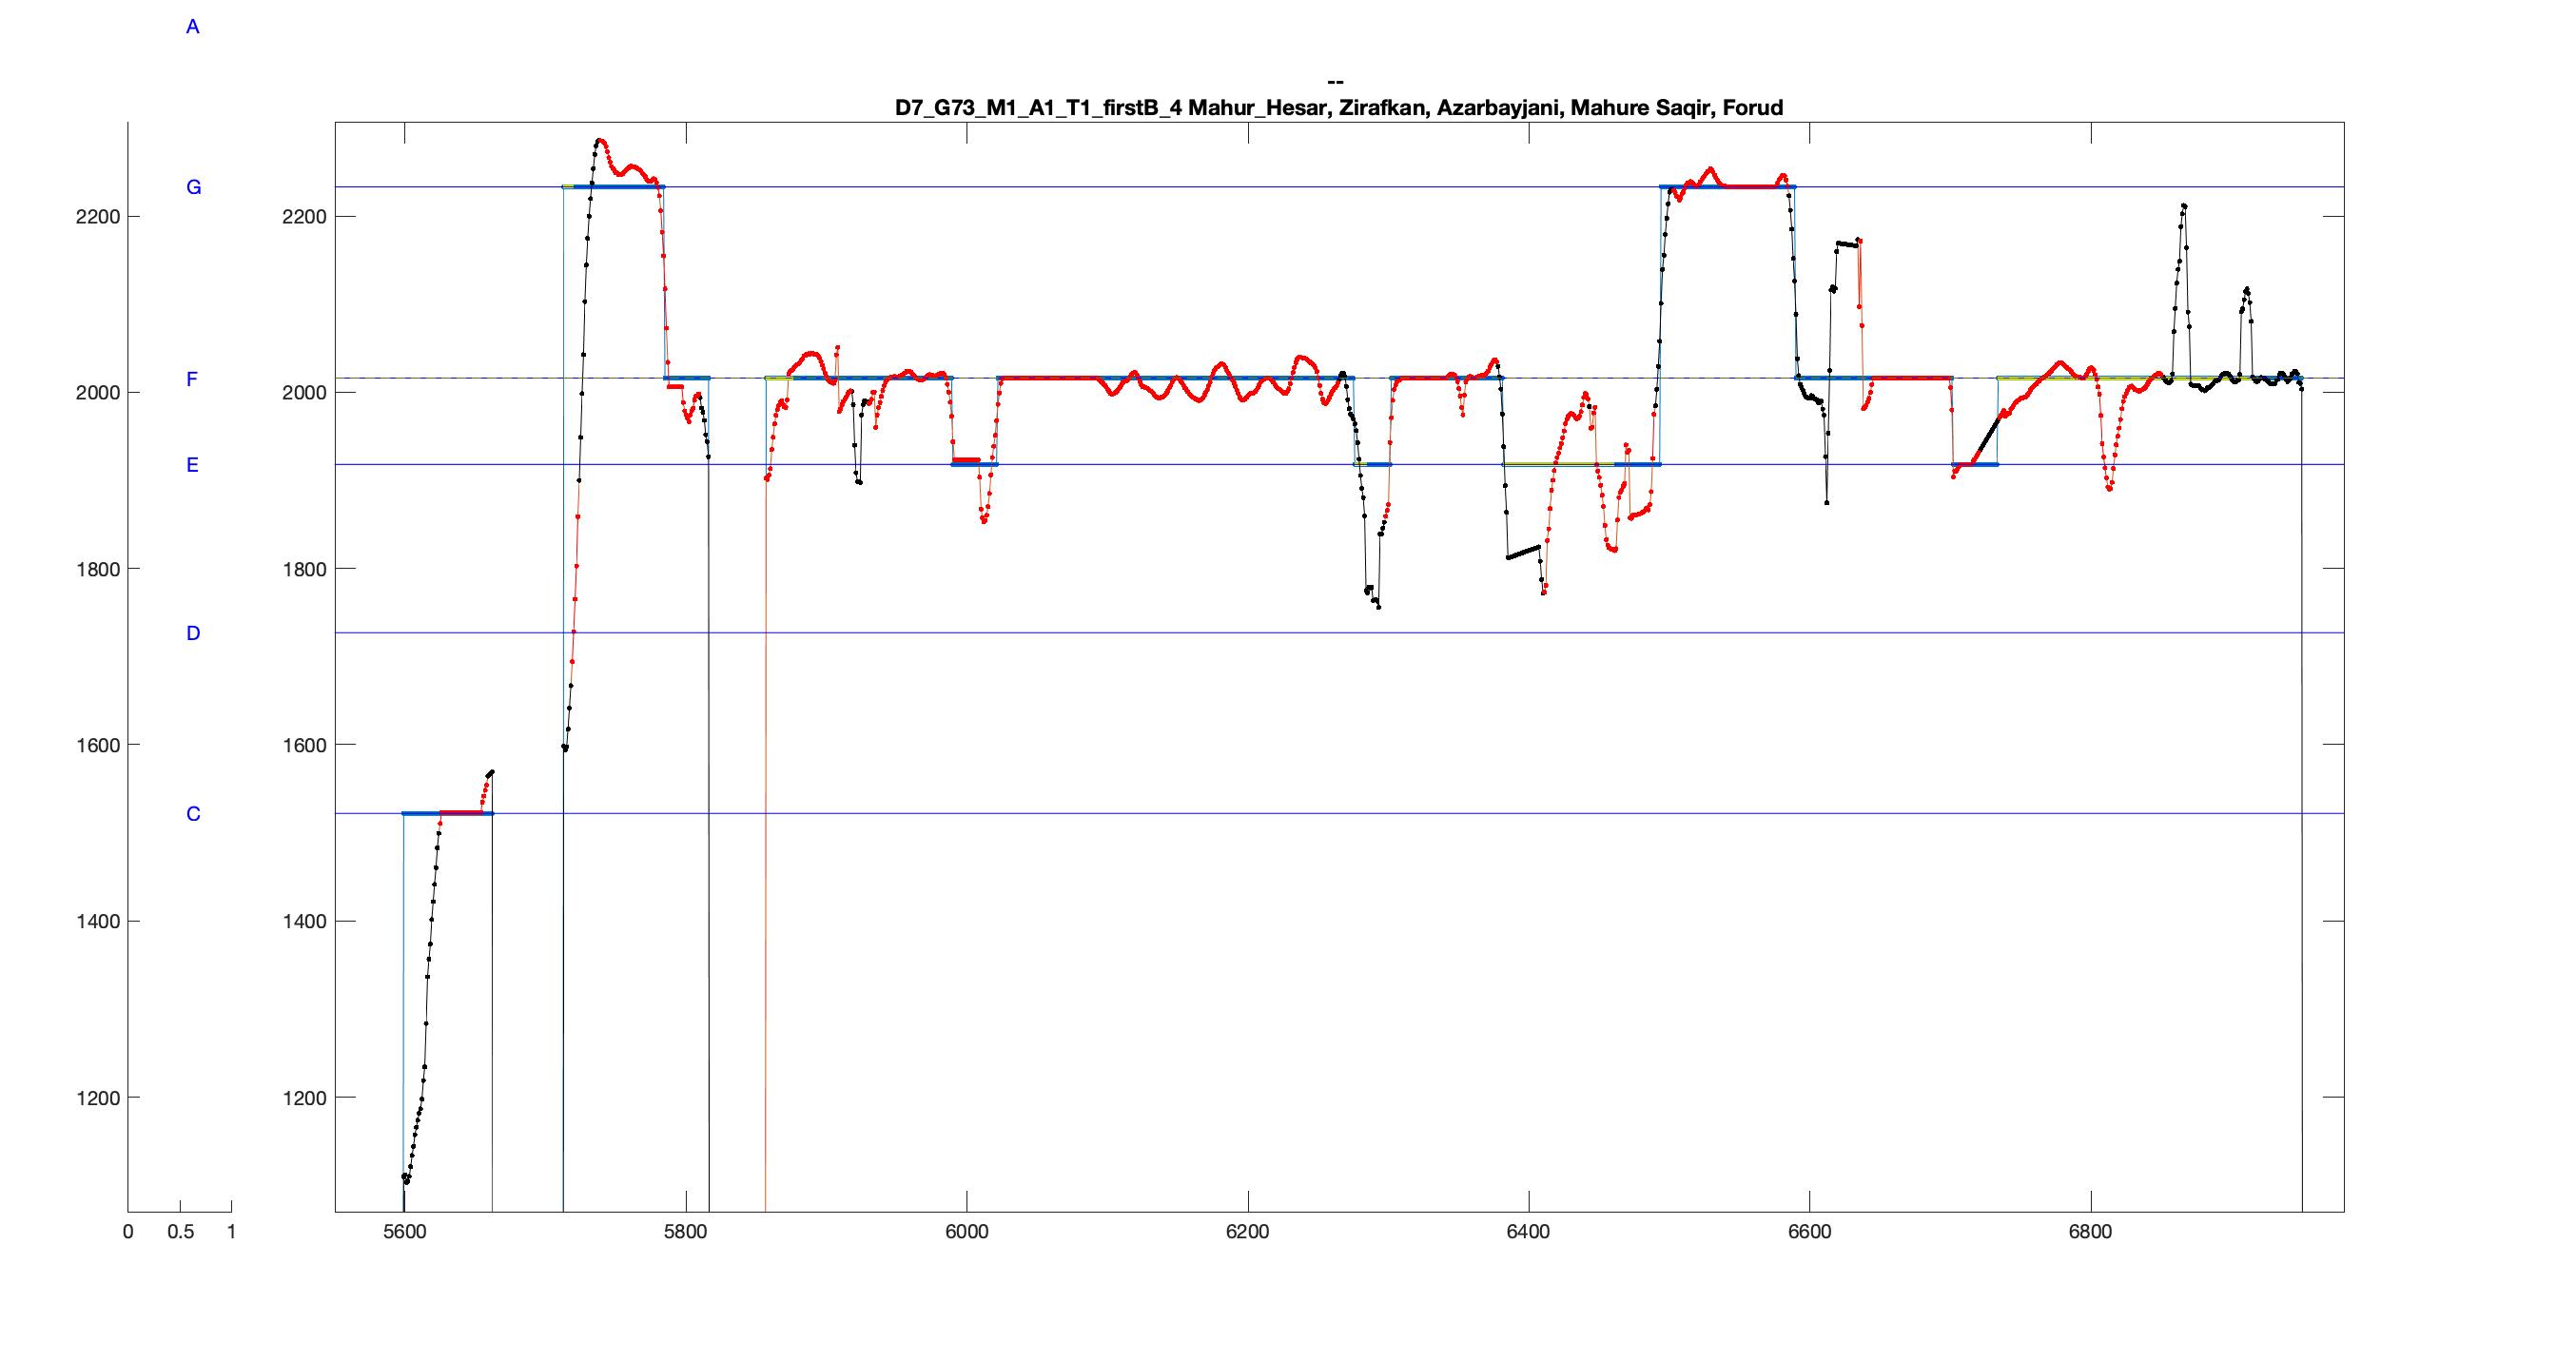 A
--
D7_G73_M1_A1_T1_firstB_4 Mahur_Hesar, Zirafkan, Azarbayjani, Mahure Saqir, Forud
G
2200 2200
F
2000 2000
E
1800 1800
D
1600 1600
C
1400 1400
1200 1200
0 0.5 1 5600 5800 6000 6200 6400 6600 6800